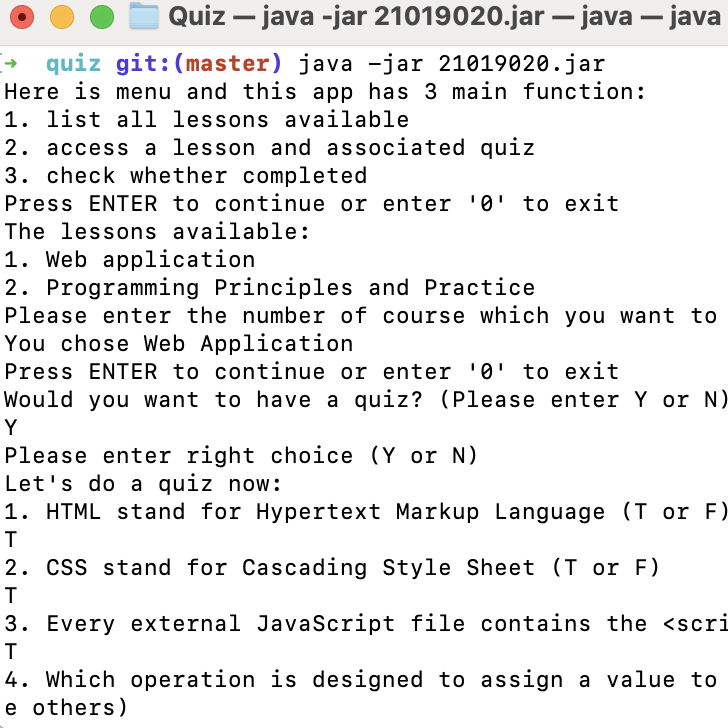 Quiz — java -jar 21019020.jar — java — java
➜ quiz git:(master) java -jar 21019020.jar
Here is menu and this app has 3 main function:
1. list all lessons available
2. access a lesson and associated quiz
3. check whether completed
Press ENTER to continue or enter '0' to exit
The lessons available:
1. Web application
2. Programming Principles and Practice
Please enter the number of course which you want to
You chose Web Application
Press ENTER to continue or enter '0' to exit
Would you want to have a quiz? (Please enter Y or N)
Y
Please enter right choice (Y or N)
Let's do a quiz now:
1. HTML stand for Hypertext Markup Language (T or F)
T
2. CSS stand for Cascading Style Sheet (T or F)
T
3. Every external JavaScript file contains the <scri
T
4. Which operation is designed to assign a value to
e others)